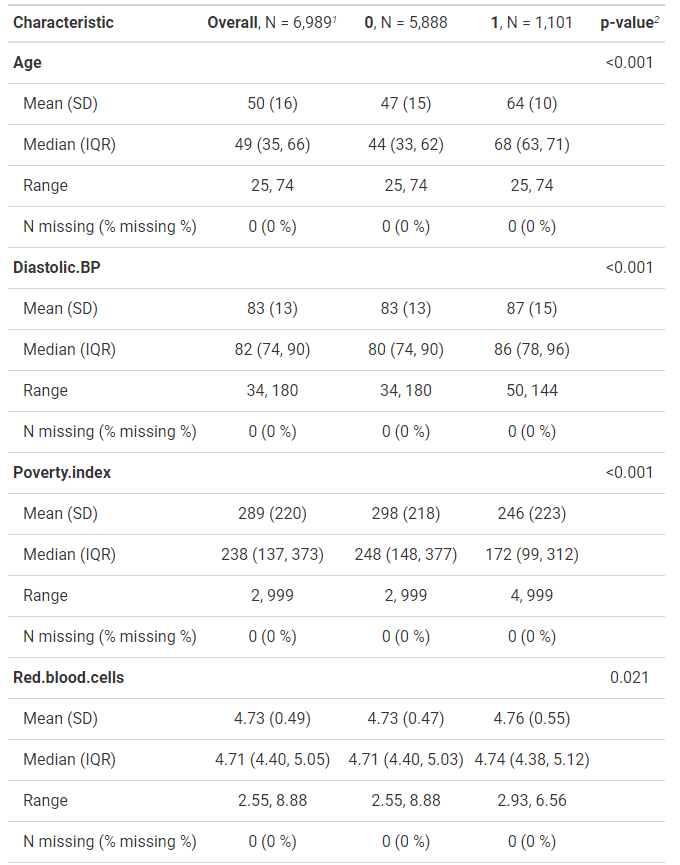 Characteristic Overall, N = 6,989¹ 0, N = 5,888 1, N = 1,101 p-value²
Age <0.001
Mean (SD) 50 (16) 47 (15) 64 (10)
Median (IQR) 49 (35, 66) 44 (33, 62) 68 (63, 71)
Range 25, 74 25, 74 25, 74
N missing (% missing %) 0 (0 %) 0 (0 %) 0 (0 %)
Diastolic.BP <0.001
Mean (SD) 83 (13) 83 (13) 87 (15)
Median (IQR) 82 (74, 90) 80 (74, 90) 86 (78, 96)
Range 34, 180 34, 180 50, 144
N missing (% missing %) 0 (0 %) 0 (0 %) 0 (0 %)
Poverty.index <0.001
Mean (SD) 289 (220) 298 (218) 246 (223)
Median (IQR) 238 (137, 373) 248 (148, 377) 172 (99, 312)
Range 2, 999 2, 999 4, 999
N missing (% missing %) 0 (0 %) 0 (0 %) 0 (0 %)
Red.blood.cells 0.021
Mean (SD) 4.73 (0.49) 4.73 (0.47) 4.76 (0.55)
Median (IQR) 4.71 (4.40, 5.05) 4.71 (4.40, 5.03) 4.74 (4.38, 5.12)
Range 2.55, 8.88 2.55, 8.88 2.93, 6.56
N missing (% missing %) 0 (0 %) 0 (0 %) 0 (0 %)